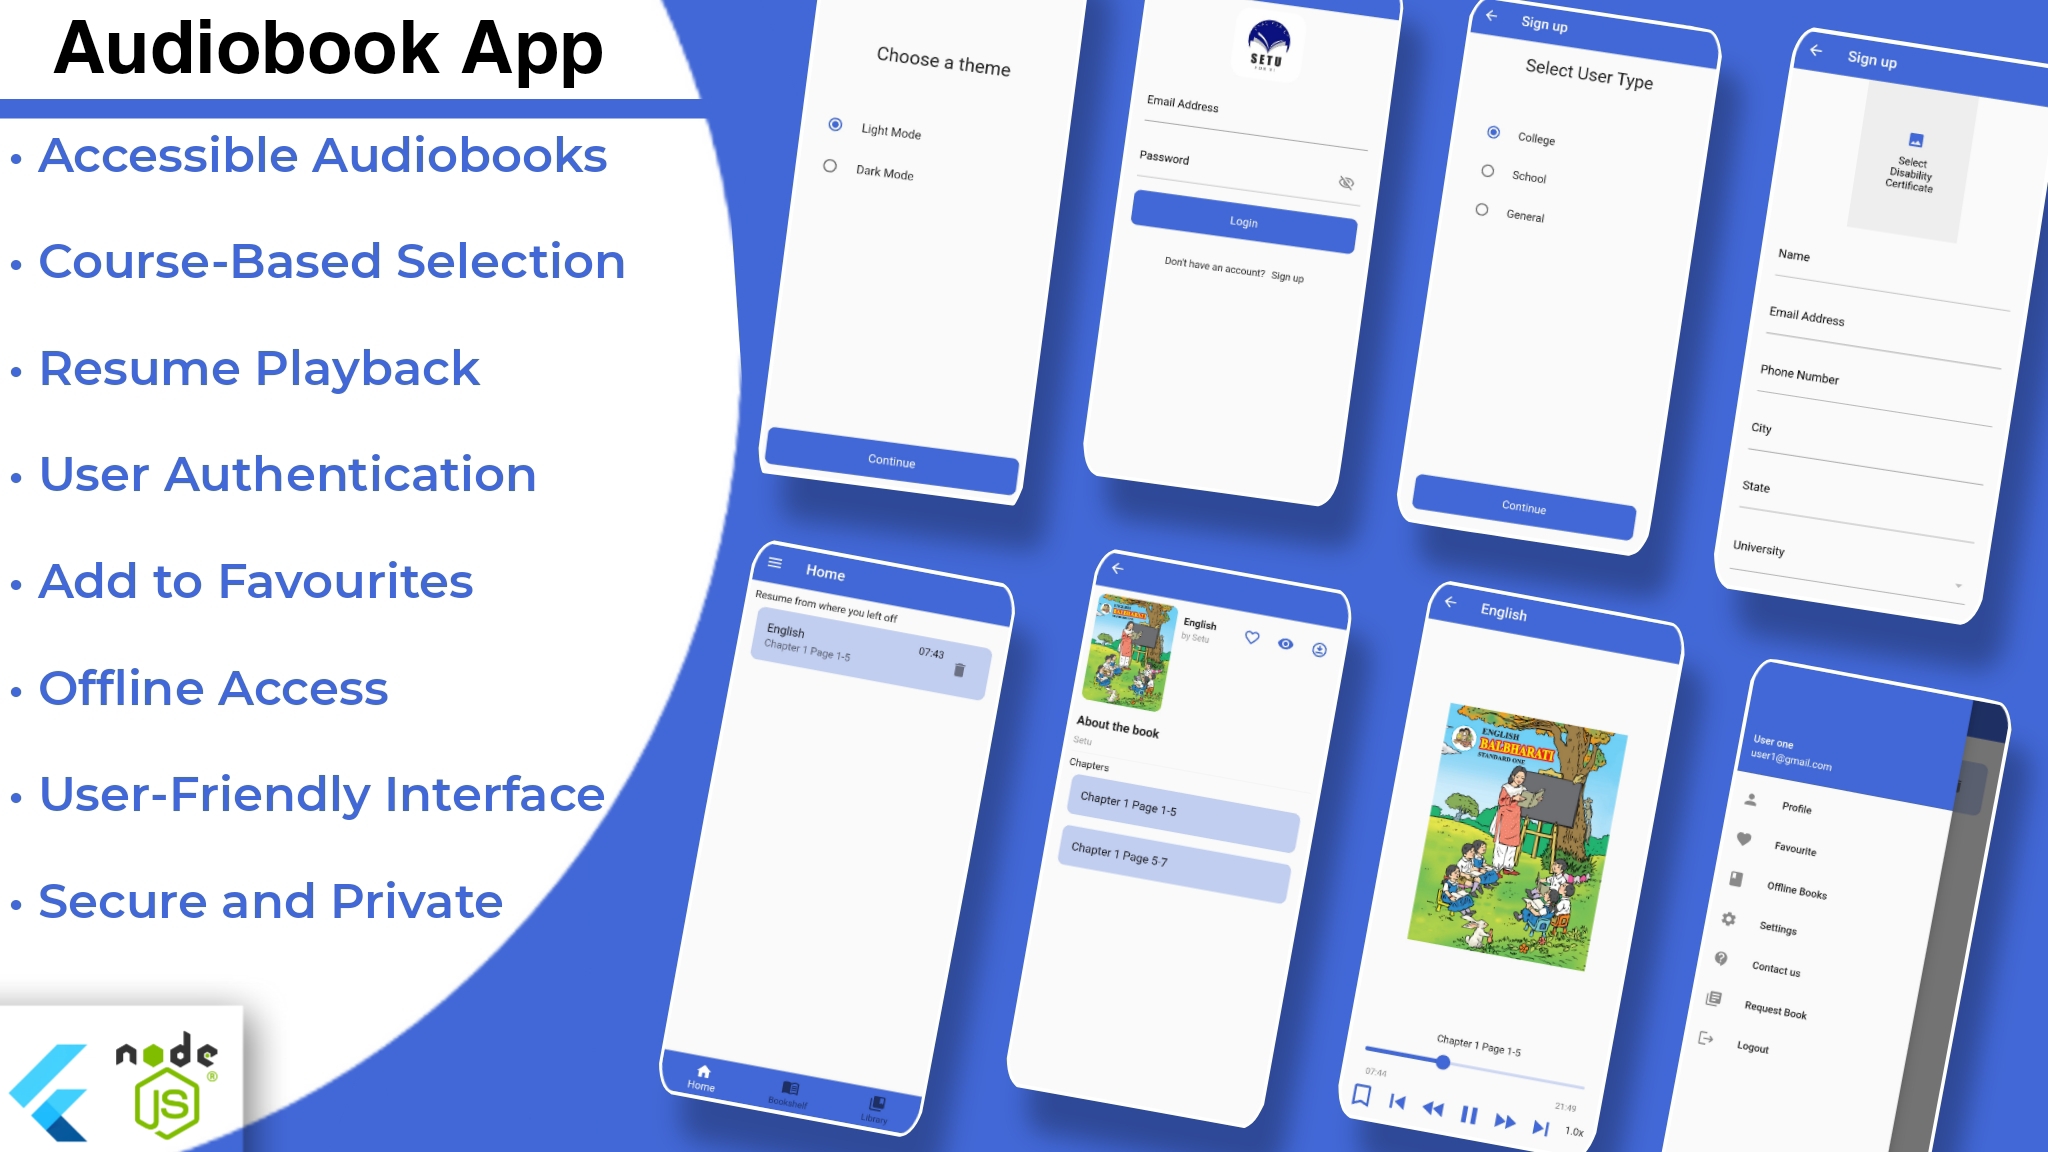 Audiobook App
• Accessible Audiobooks
• Course-Based Selection
• Resume Playback
• User Authentication
• Add to Favourites
• Offline Access
• User-Friendly Interface
• Secure and Private
node
JS
®
Choose a theme
Light Mode
Dark Mode
Continue
SETU
Email Address
Password
Login
Don't have an account? Sign up
Sign up
Select User Type
College
School
General
Continue
Sign up
Select
Disability
Certificate
Name
Email Address
Phone Number
City
State
University
Home
Resume from where you left off
English
07:43
Chapter 1 Page 1-5
Home
Bookshelf
Library
ENGLISH
BALBHARATI
English
by Setu
About the book
Setu
Chapters
Chapter 1 Page 1-5
Chapter 1 Page 5-7
English
ENGLISH
BALBHARATI
STANDARD ONE
Chapter 1 Page 1-5
07:44
21:49
1.0x
User one
user1@gmail.com
Profile
Favourite
Offline Books
Settings
Contact us
Request Book
Logout